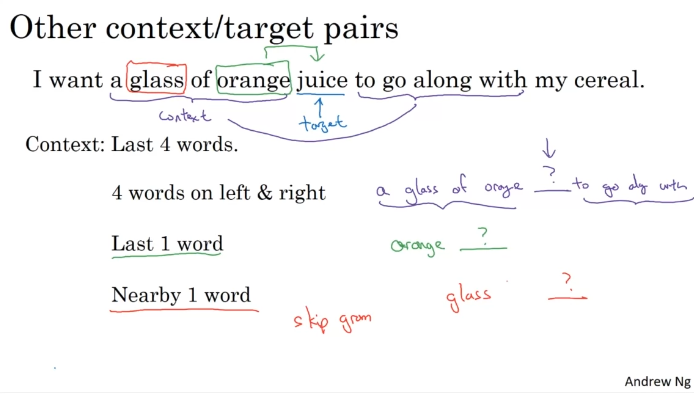 Other context/target pairs
I want a glass of orange juice to go along with my cereal.
context
target
Context: Last 4 words.
?
4 words on left & right
a glass of orange ___ to go alg with
Last 1 word
orange ?
Nearby 1 word
glass ?
skip gram
Andrew Ng